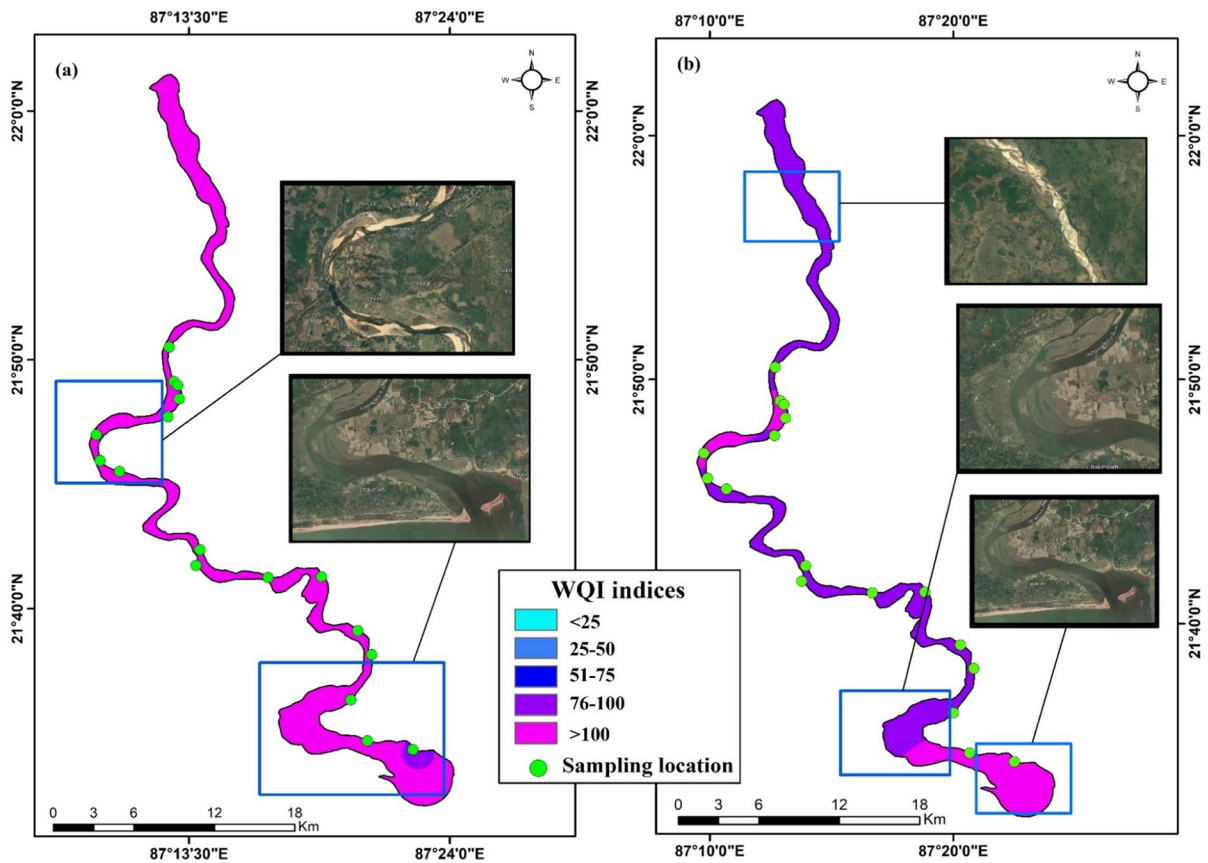 87°13'30"E
87°24'0"E
87°10'0"E
87°20'0"E
(a)
N
W
E
S
(b)
N
W
E
S
22°0'0"N
22°0'0"N
22°0'0"N
22°0'0"N
21°50'0"N
21°50'0"N
21°50'0"N
21°50'0"N
21°40'0"N
21°40'0"N
21°40'0"N
WQI indices
<25
25-50
51-75
76-100
>100
Sampling location
0 3 6 12 18
Km
0 3 6 12 18
Km
87°13'30"E
87°24'0"E
87°10'0"E
87°20'0"E